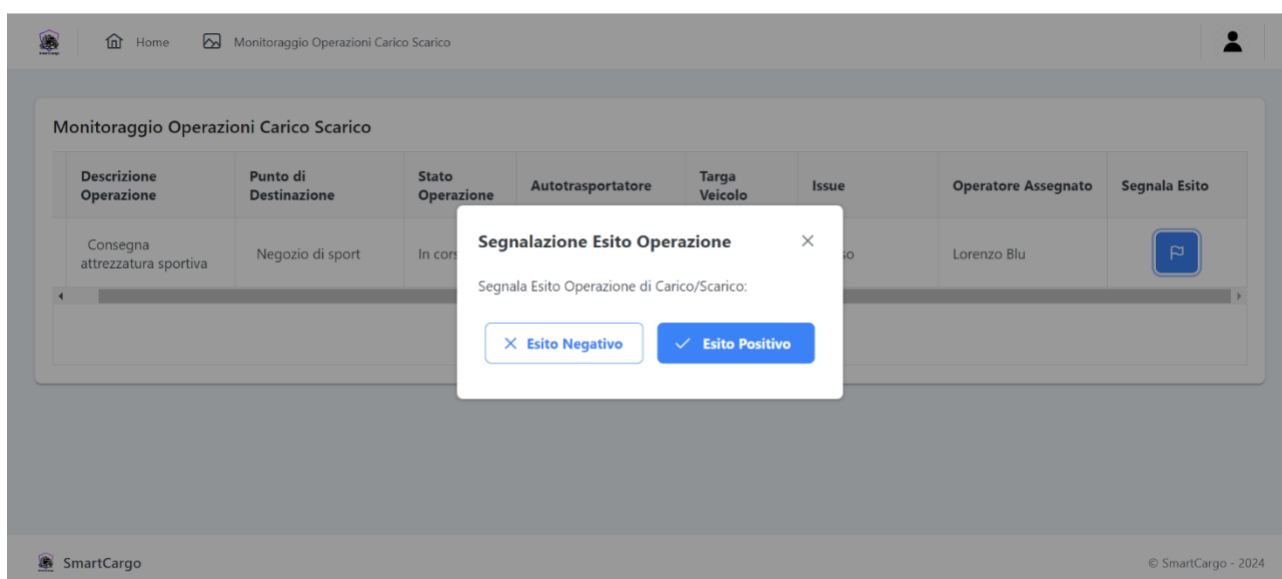 Home Monitoraggio Operazioni Carico Scarico
Monitoraggio Operazioni Carico Scarico
Descrizione Operazione Punto di Destinazione Stato Operazione Autotrasportatore Targa Veicolo Issue Operatore Assegnato Segnala Esito
Consegna attrezzatura sportiva Negozio di sport In Lorenzo Blu
Segnalazione Esito Operazione
Segnala Esito Operazione di Carico/Scarico:
Esito Negativo Esito Positivo
SmartCargo © SmartCargo - 2024